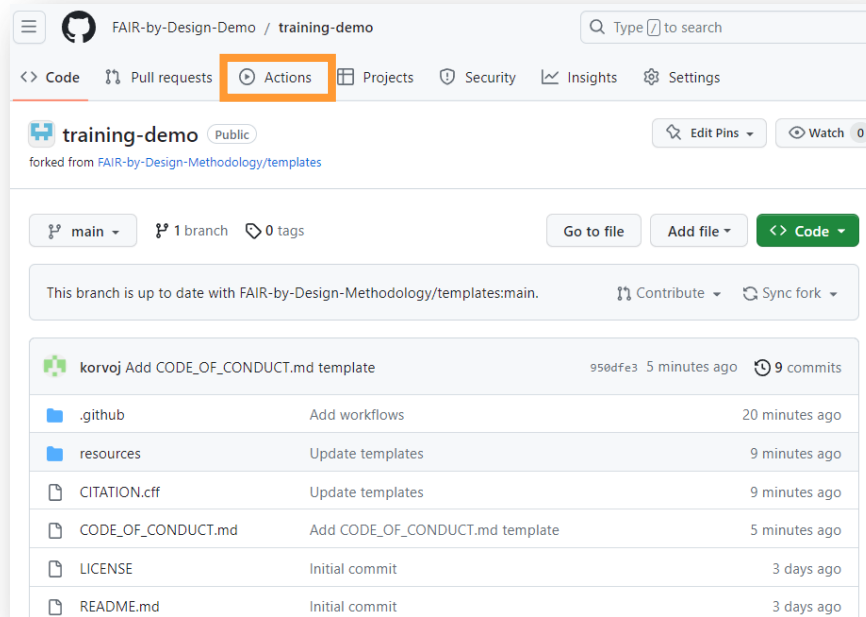 FAIR-by-Design-Demo / training-demo
Type / to search
<> Code Pull requests Actions Projects Security Insights Settings
training-demo Public
Edit Pins Watch 0
forked from FAIR-by-Design-Methodology/templates
main 1 branch 0 tags Go to file Add file <> Code
This branch is up to date with FAIR-by-Design-Methodology/templates:main. Contribute Sync fork
korvoj Add CODE_OF_CONDUCT.md template 950dfe3 5 minutes ago 9 commits
.github Add workflows 20 minutes ago
resources Update templates 9 minutes ago
CITATION.cff Update templates 9 minutes ago
CODE_OF_CONDUCT.md Add CODE_OF_CONDUCT.md template 5 minutes ago
LICENSE Initial commit 3 days ago
README.md Initial commit 3 days ago